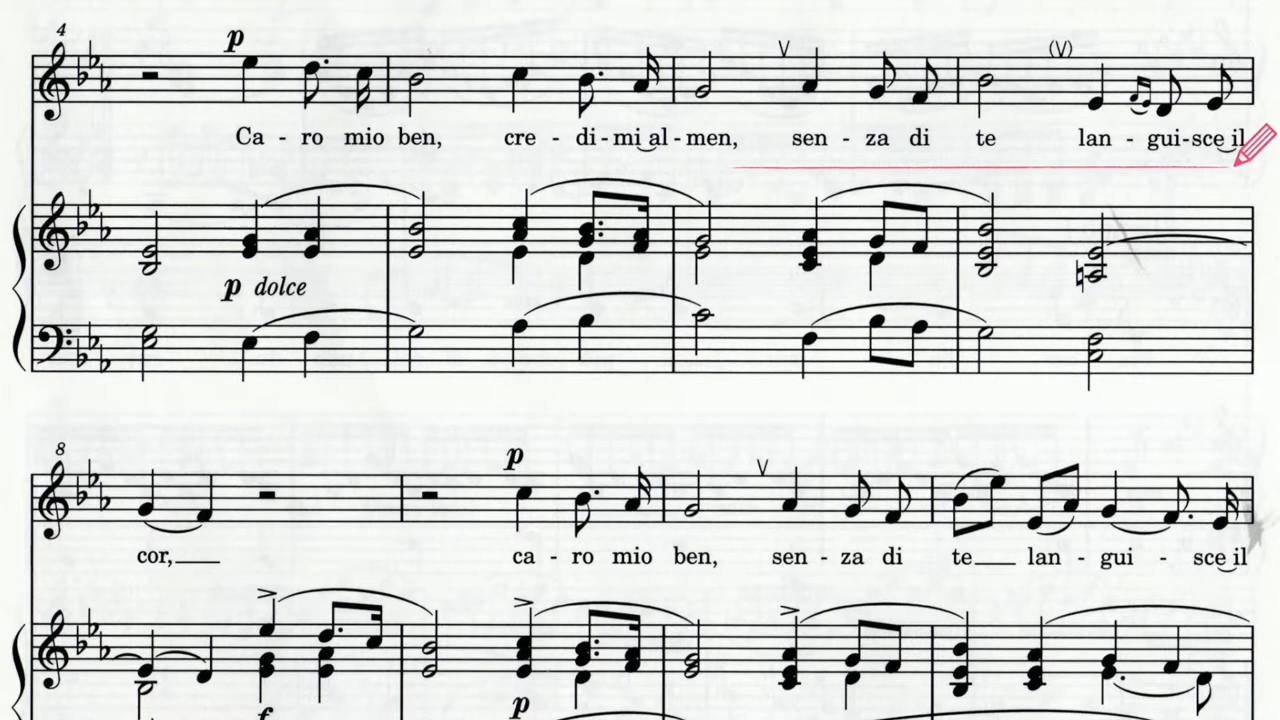 4
p
(V)
V
Ca - ro mio ben, cre - di - mi al - men, sen - za di te lan - gui - sce il
p dolce
8
p
V
cor, ca - ro mio ben, sen - za di te lan - gui - sce il
f
p